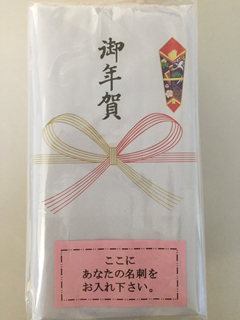 御年賀
ここに
あなたの名刺を
お入れ下さい。